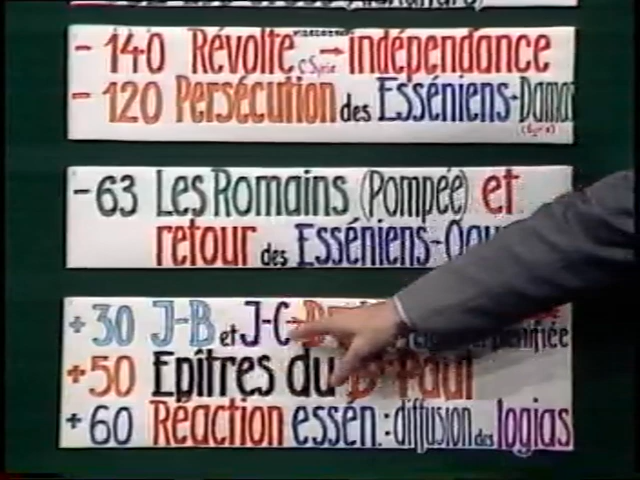 - 140 Révolte → indépendance
- 120 Persécution des Esséniens-Damas
(Syrie)
- 63 Les Romains (Pompée) et
retour des Esséniens-
+ 30 J-B et J-C
+ 50 Epîtres du Paul
+ 60 Réaction essén.: diffusion des logias